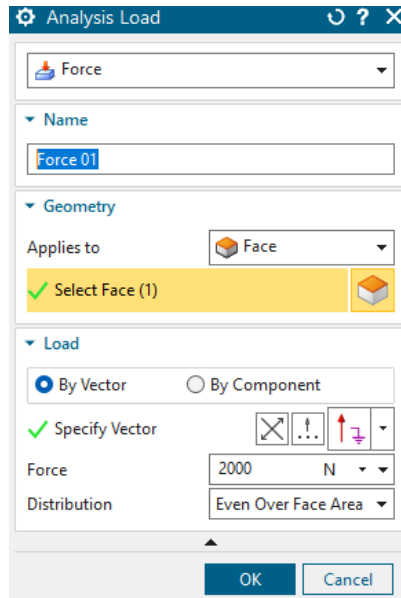 Analysis Load
Force
Name
Force 01
Geometry
Applies to Face
Select Face (1)
Load
By Vector By Component
Specify Vector
Force 2000 N
Distribution Even Over Face Area
OK Cancel